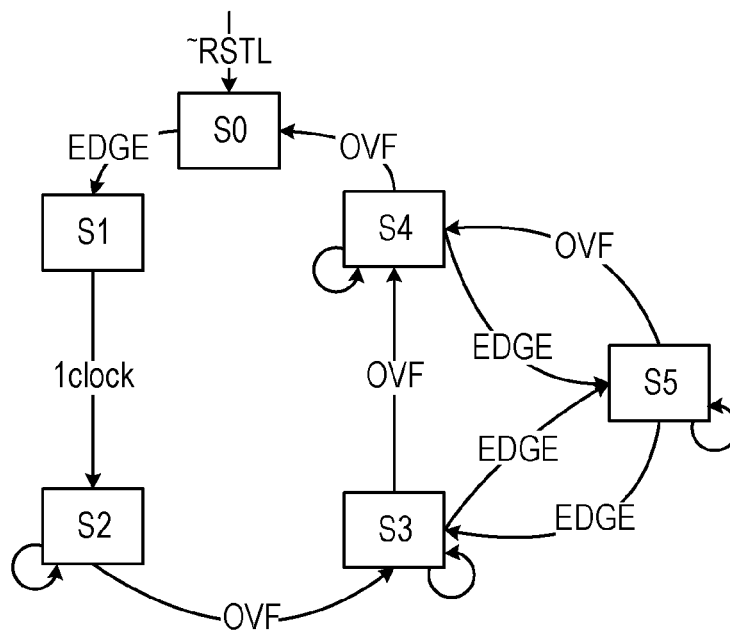 ~RSTL
S0
EDGE
OVF
S1
S4
OVF
EDGE
1clock
OVF
S5
EDGE
S2
S3
EDGE
OVF